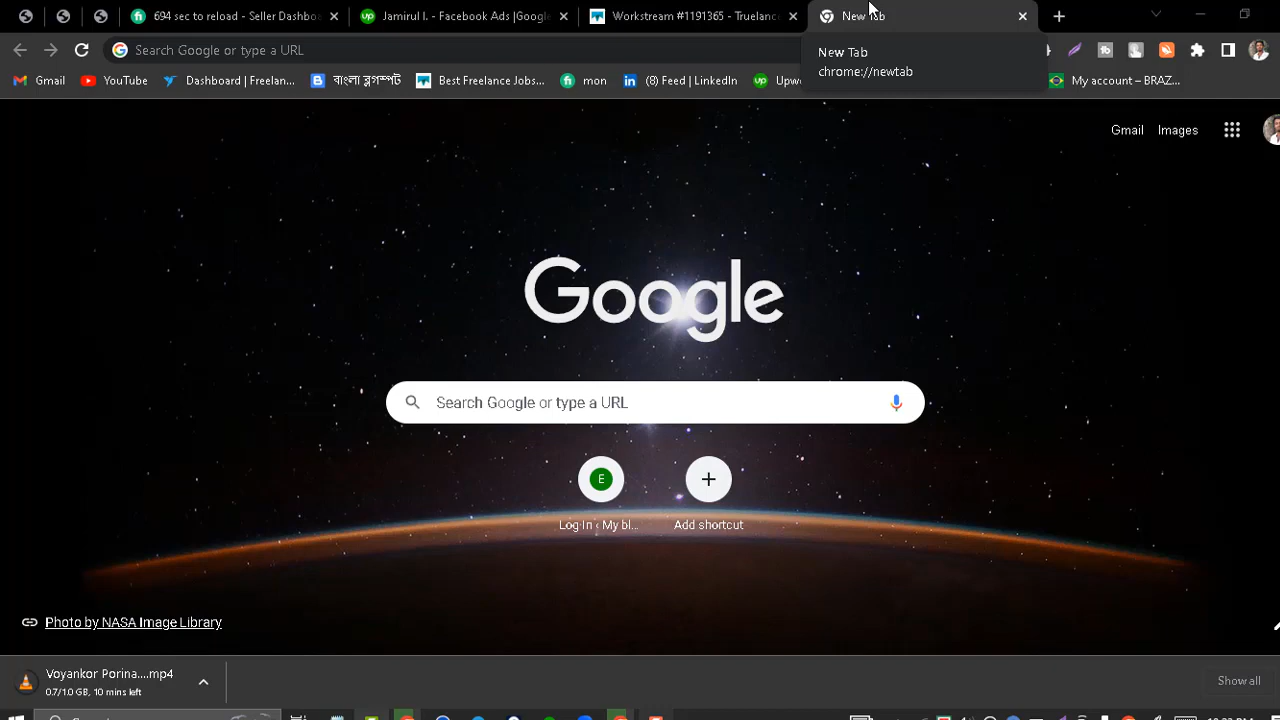 694 sec to reload - Seller Dashbo
Jamirul I. - Facebook Ads |Google
Workstream #1191365 - Truelanc
New Tab
Search Google or type a URL
New Tab
chrome://newtab
Gmail
YouTube
Dashboard | Freelan...
বাংলা ব্লগস্পট
Best Freelance Jobs...
mon
(8) Feed | LinkedIn
Upwo
My account – BRAZ...
Gmail
Images
Google
Search Google or type a URL
E
Log In ‹ My bl...
Add shortcut
Photo by NASA Image Library
Voyankor Porina....mp4
0.7/1.0 GB, 10 mins left
Show all